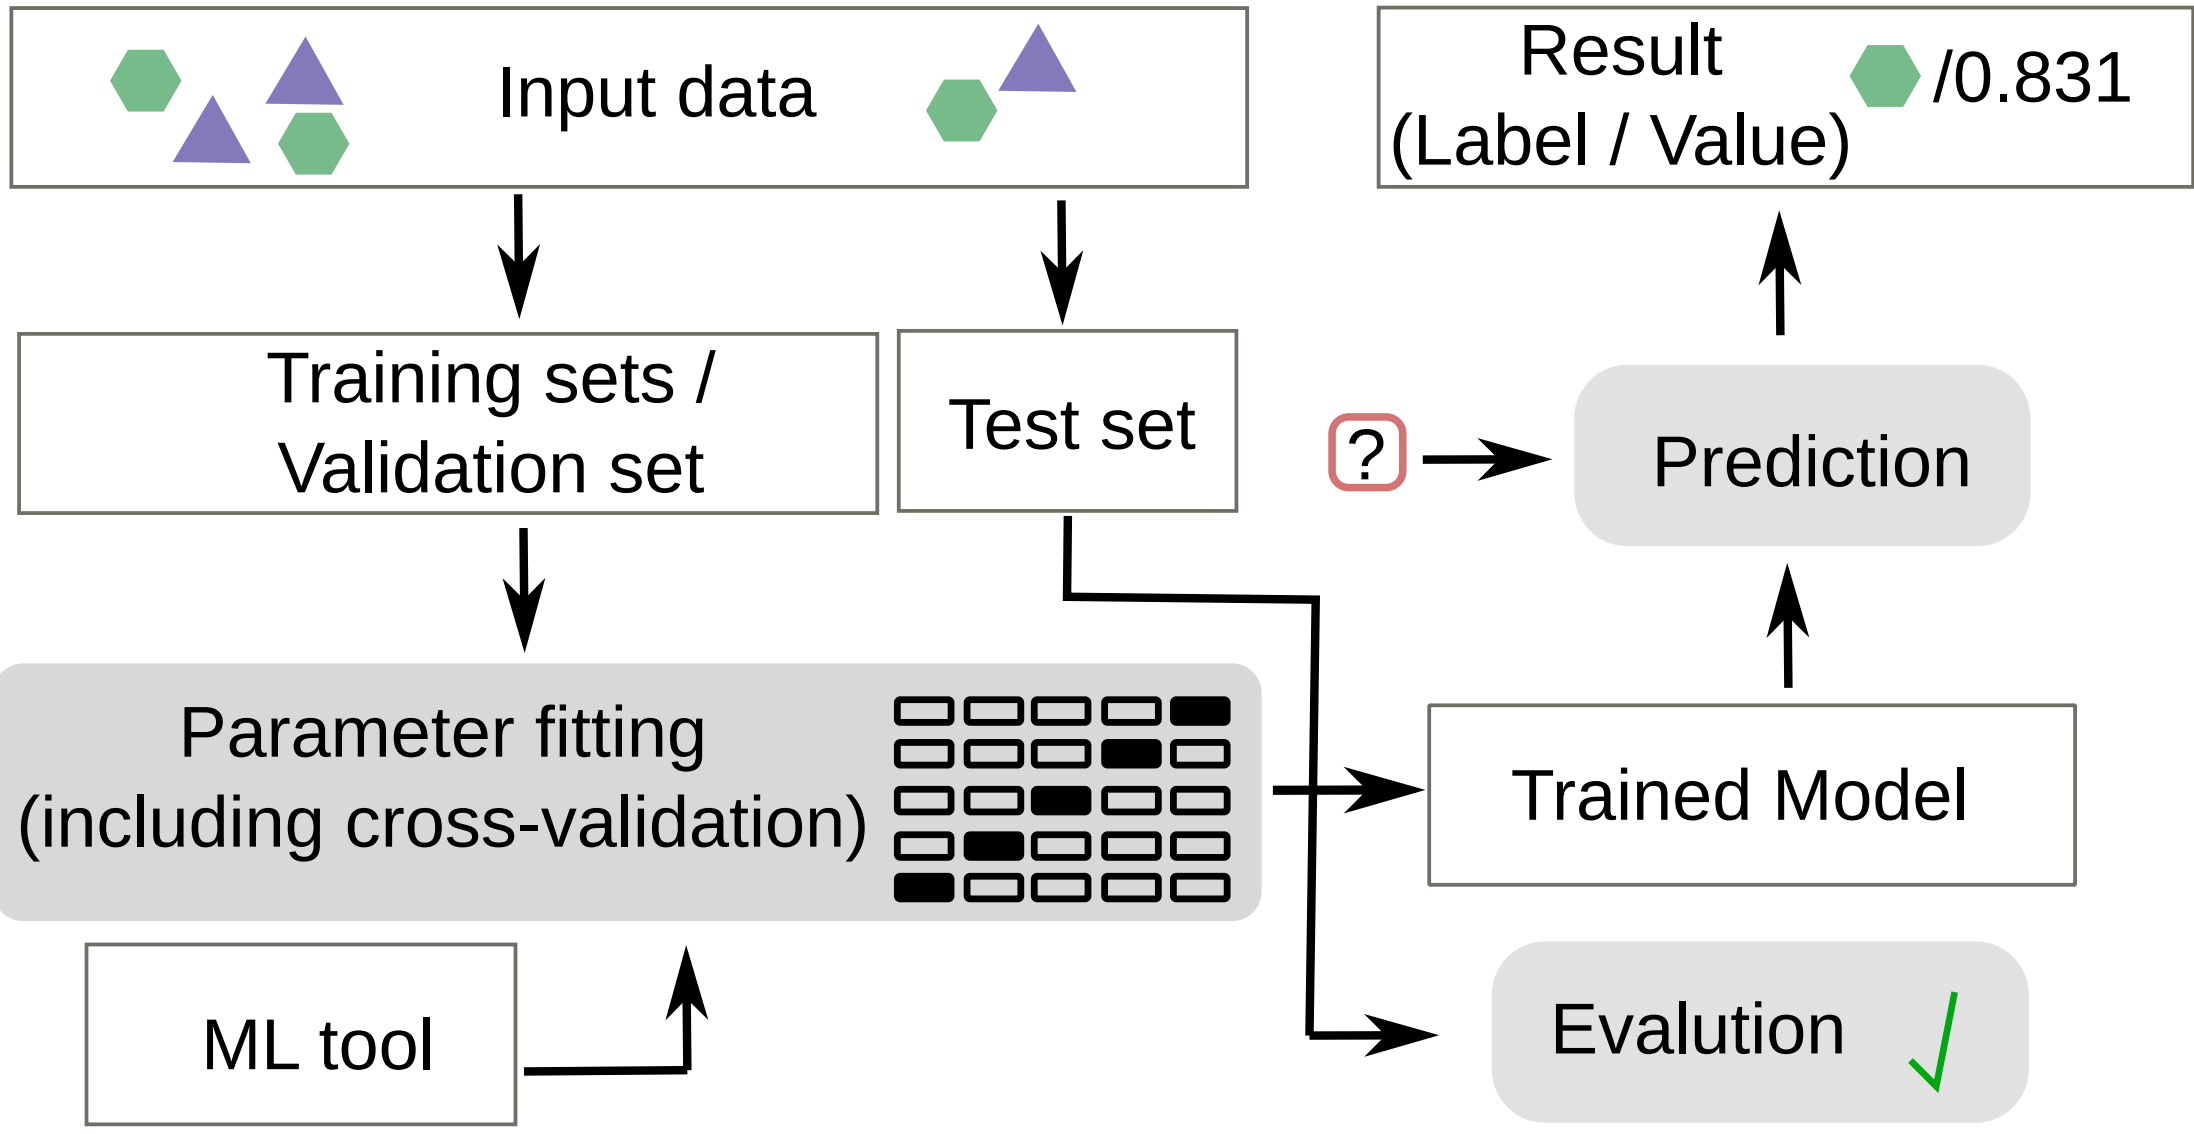 Input data
Training sets /
Validation set
Test set
Parameter fitting
(including cross-validation)
ML tool
Result
(Label / Value)
/0.831
?
Prediction
Trained Model
Evalution